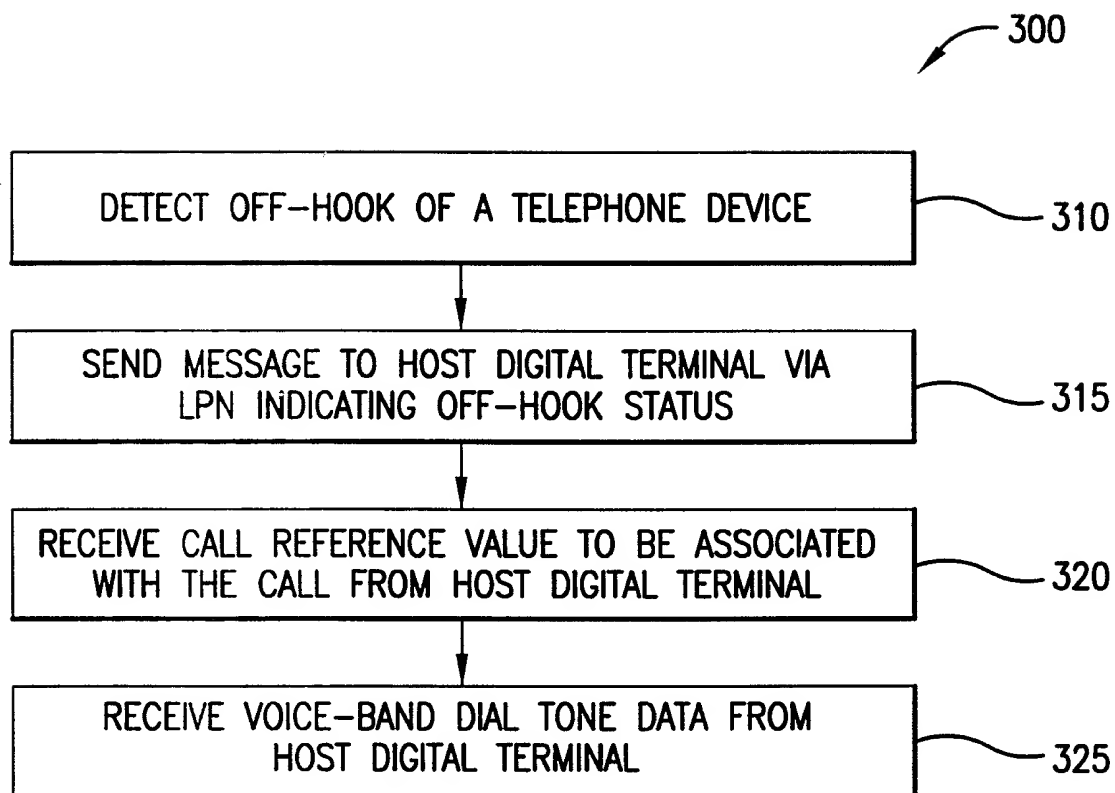 300
DETECT OFF-HOOK OF A TELEPHONE DEVICE
310
SEND MESSAGE TO HOST DIGITAL TERMINAL VIA
LPN INDICATING OFF-HOOK STATUS
315
RECEIVE CALL REFERENCE VALUE TO BE ASSOCIATED
WITH THE CALL FROM HOST DIGITAL TERMINAL
320
RECEIVE VOICE-BAND DIAL TONE DATA FROM
HOST DIGITAL TERMINAL
325